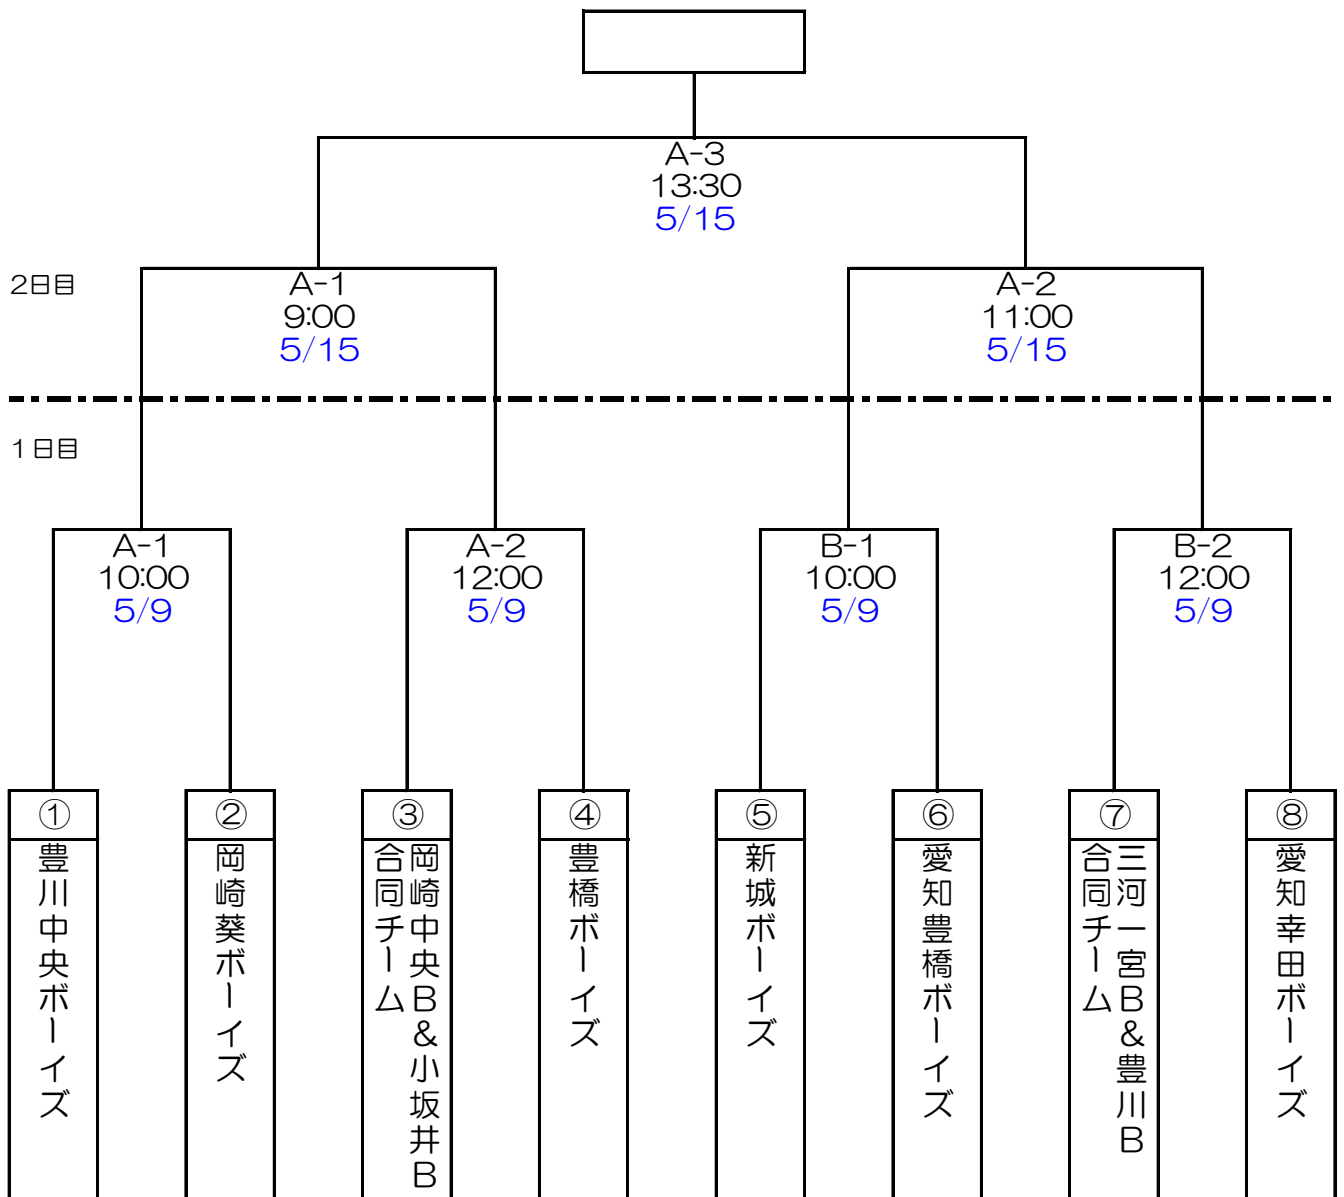 A-3
13:30
5/15
2日目
A-1
9:00
5/15
A-2
11:00
5/15
1日目
A-1
10:00
5/9
A-2
12:00
5/9
B-1
10:00
5/9
B-2
12:00
5/9
①
豊川中央ボーイズ
②
岡崎葵ボーイズ
③
岡崎中央B&小坂井B
合同チーム
④
豊橋ボーイズ
⑤
新城ボーイズ
⑥
愛知豊橋ボーイズ
⑦
三河一宮B&豊川B
合同チーム
⑧
愛知幸田ボーイズ